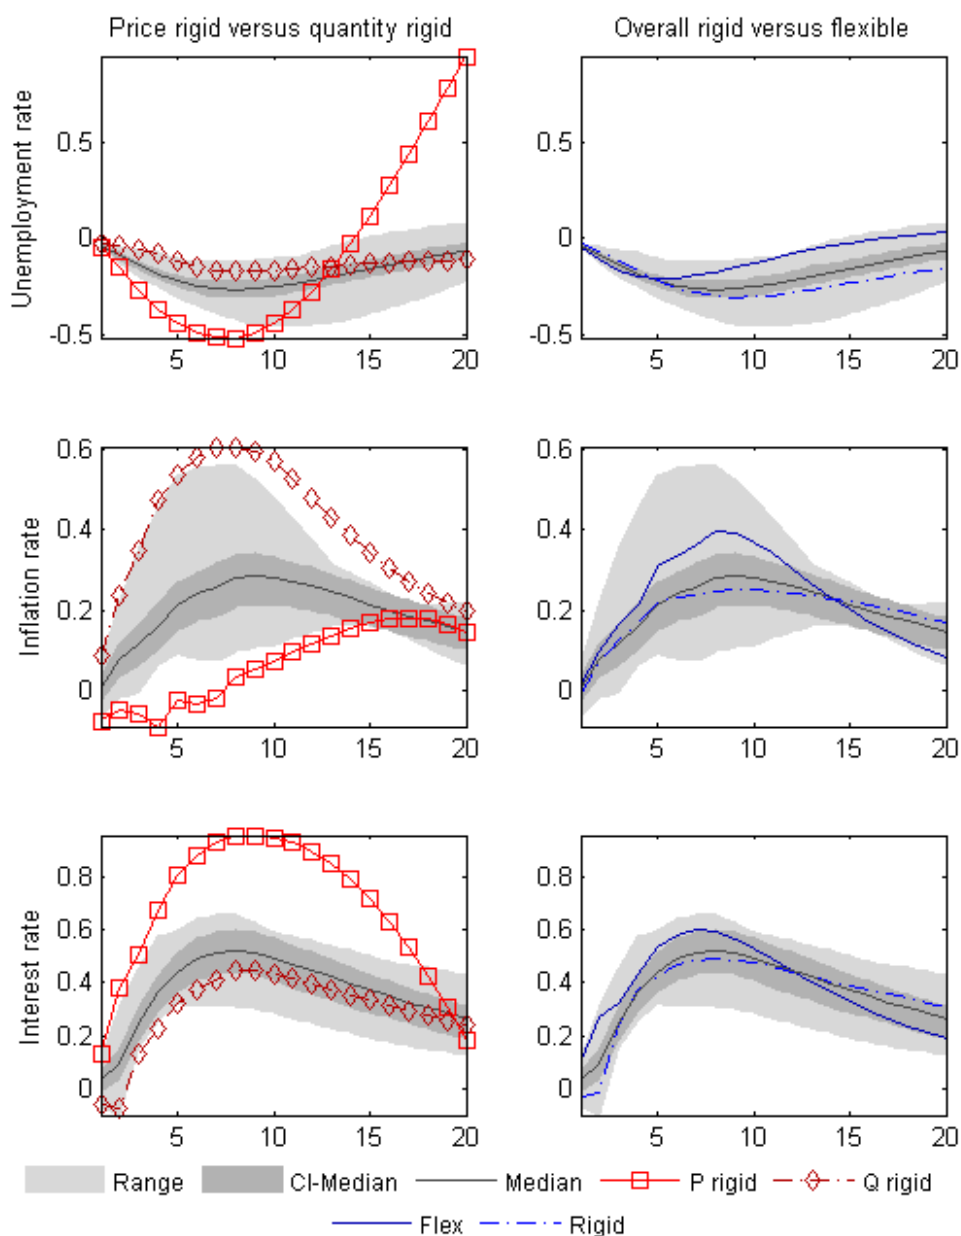 Price rigid versus quantity rigid
Overall rigid versus flexible
Unemployment rate
0.5
0
-0.5
5 10 15 20
0.5
0
-0.5
5 10 15 20
Inflation rate
0.6
0.4
0.2
0
5 10 15 20
0.6
0.4
0.2
0
5 10 15 20
Interest rate
0.8
0.6
0.4
0.2
0
5 10 15 20
0.8
0.6
0.4
0.2
0
5 10 15 20
Range CI-Median Median P rigid Q rigid
Flex Rigid